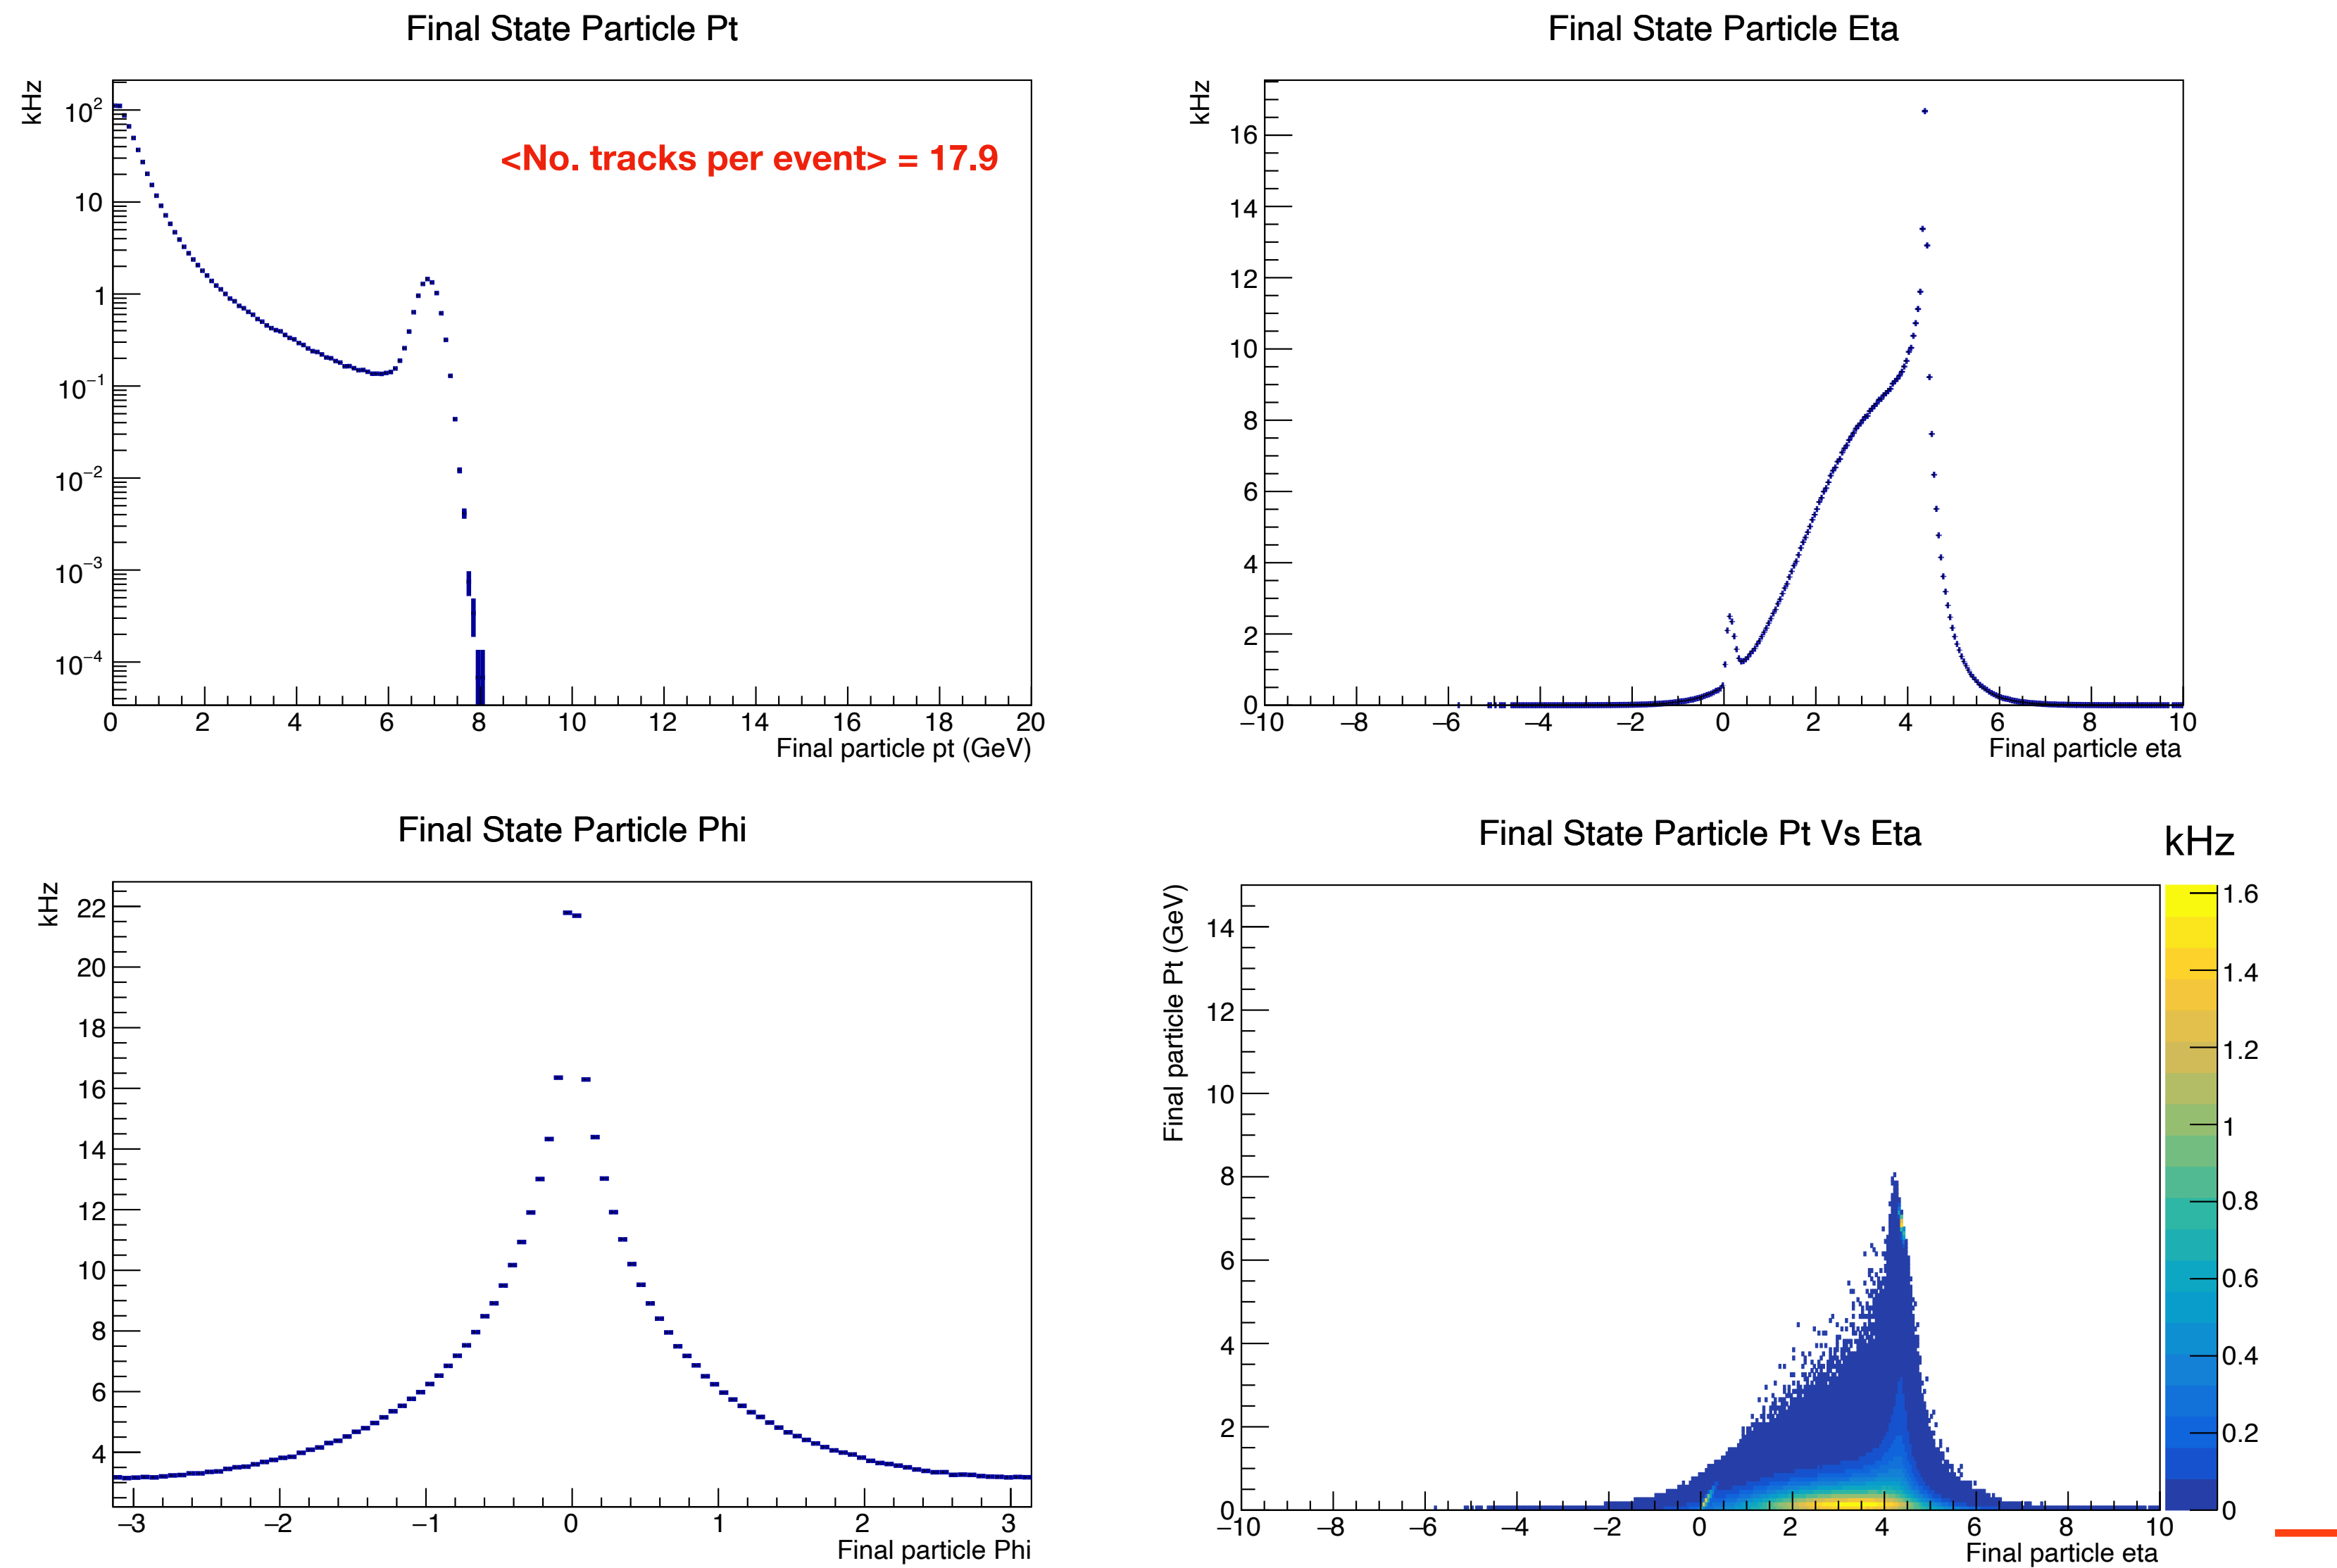 Final State Particle Pt
kHz
10²
10
1
10⁻¹
10⁻²
10⁻³
10⁻⁴
<No. tracks per event> = 17.9
0 2 4 6 8 10 12 14 16 18 20
Final particle pt (GeV)
Final State Particle Eta
kHz
16
14
12
10
8
6
4
2
0
−10 −8 −6 −4 −2 0 2 4 6 8 10
Final particle eta
Final State Particle Phi
kHz
22
20
18
16
14
12
10
8
6
4
−3 −2 −1 0 1 2 3
Final particle Phi
Final State Particle Pt Vs Eta
kHz
Final particle Pt (GeV)
14
12
10
8
6
4
2
0
−10 −8 −6 −4 −2 0 2 4 6 8 10
Final particle eta
1.6
1.4
1.2
1
0.8
0.6
0.4
0.2
0